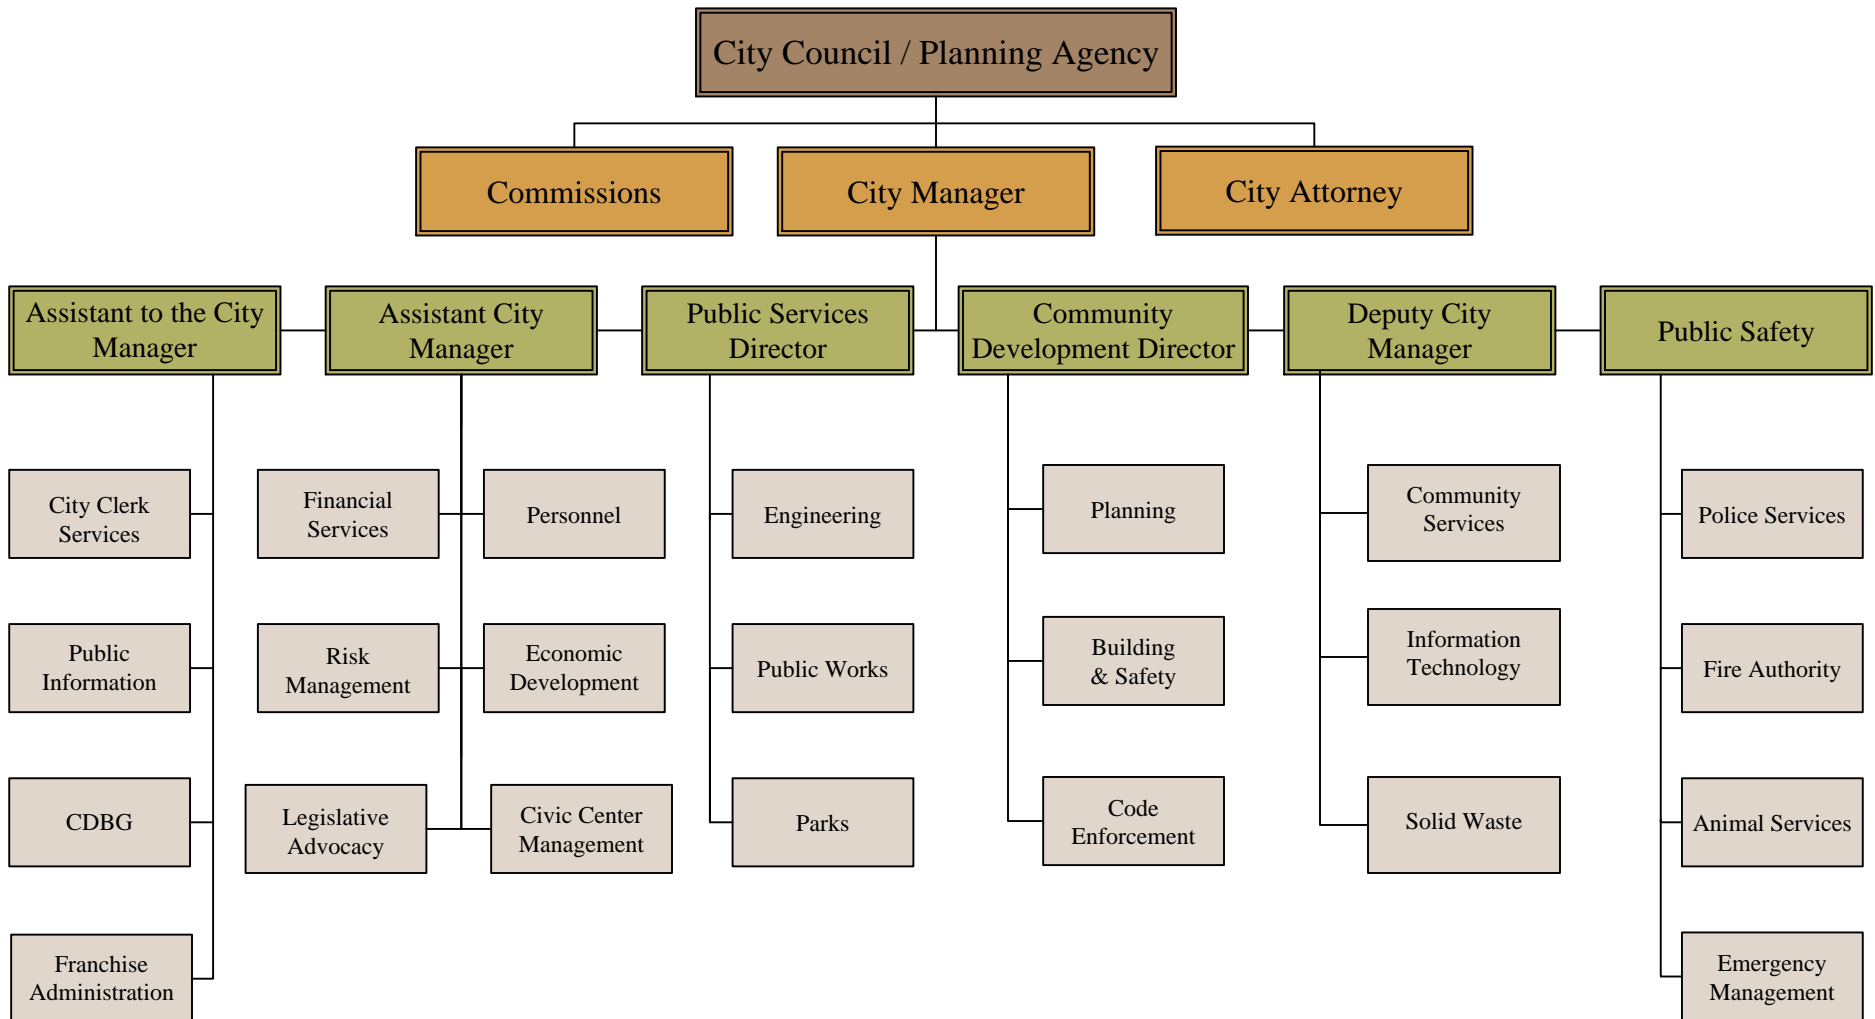 City Council / Planning Agency
Commissions
City Manager
City Attorney
Assistant to the City
Manager
Assistant City
Manager
Public Services
Director
Community
Development Director
Deputy City
Manager
Public Safety
City Clerk
Services
Financial
Services
Personnel
Engineering
Planning
Community
Services
Police Services
Public
Information
Risk
Management
Economic
Development
Public Works
Building
& Safety
Information
Technology
Fire Authority
CDBG
Legislative
Advocacy
Civic Center
Management
Parks
Code
Enforcement
Solid Waste
Animal Services
Franchise
Administration
Emergency
Management